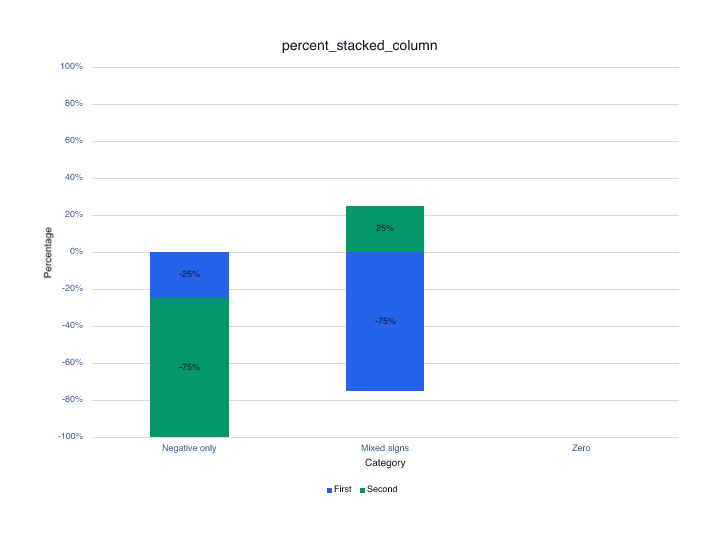 percent_stacked_column
100%
80%
60%
40%
20%
0%
-20%
-40%
-60%
-80%
-100%
Percentage
25%
-25%
-75%
-75%
Negative only
Mixed signs
Zero
Category
First
Second